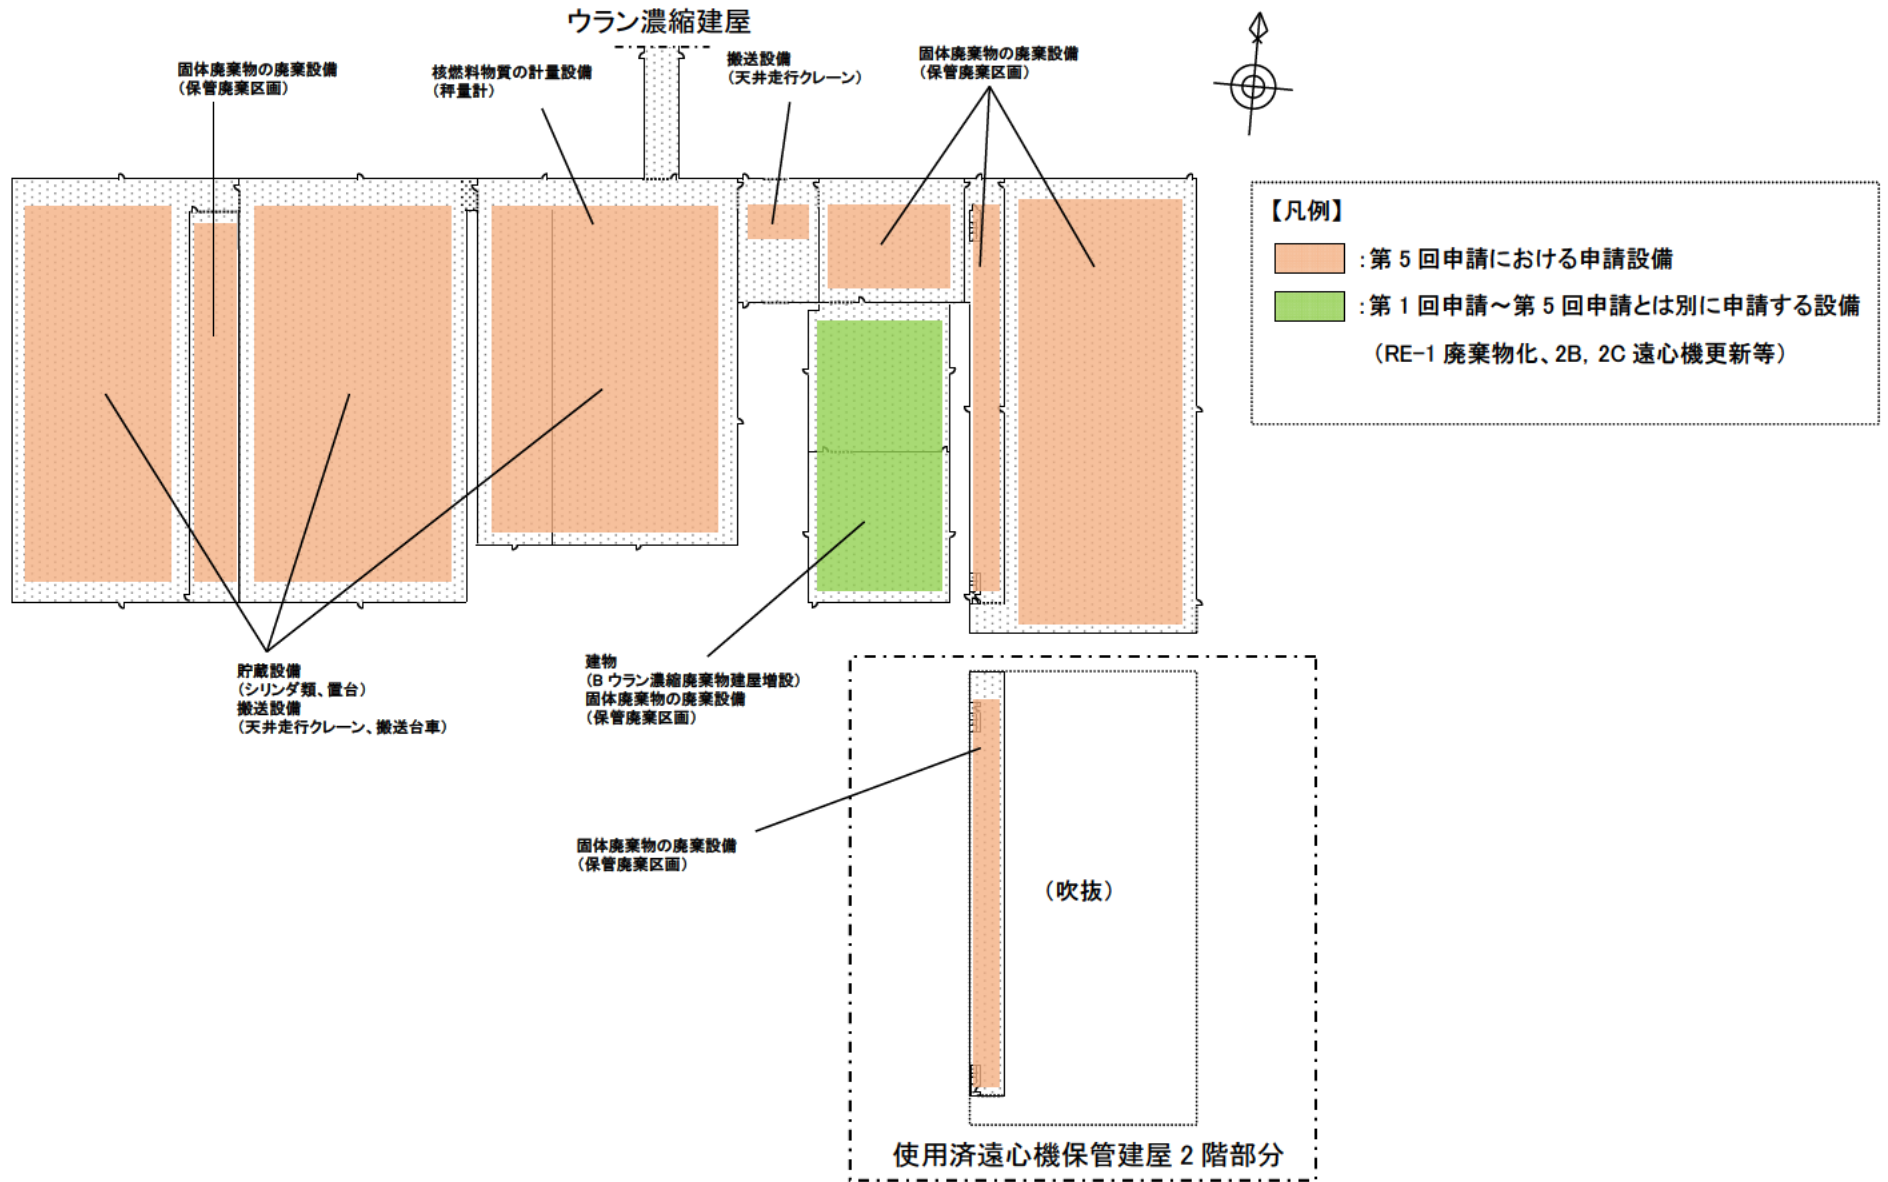 ウラン濃縮建屋
固体廃棄物の廃棄設備
（保管廃棄区画）
核燃料物質の計量設備
（秤量計）
搬送設備
（天井走行クレーン）
固体廃棄物の廃棄設備
（保管廃棄区画）
【凡例】
：第 5 回申請における申請設備
：第 1 回申請～第 5 回申請とは別に申請する設備
（RE-1 廃棄物化、2B, 2C 遠心機更新等）
貯蔵設備
（シリンダ類、置台）
搬送設備
（天井走行クレーン、搬送台車）
建物
（B ウラン濃縮廃棄物建屋増設）
固体廃棄物の廃棄設備
（保管廃棄区画）
固体廃棄物の廃棄設備
（保管廃棄区画）
（吹抜）
使用済遠心機保管建屋 2 階部分